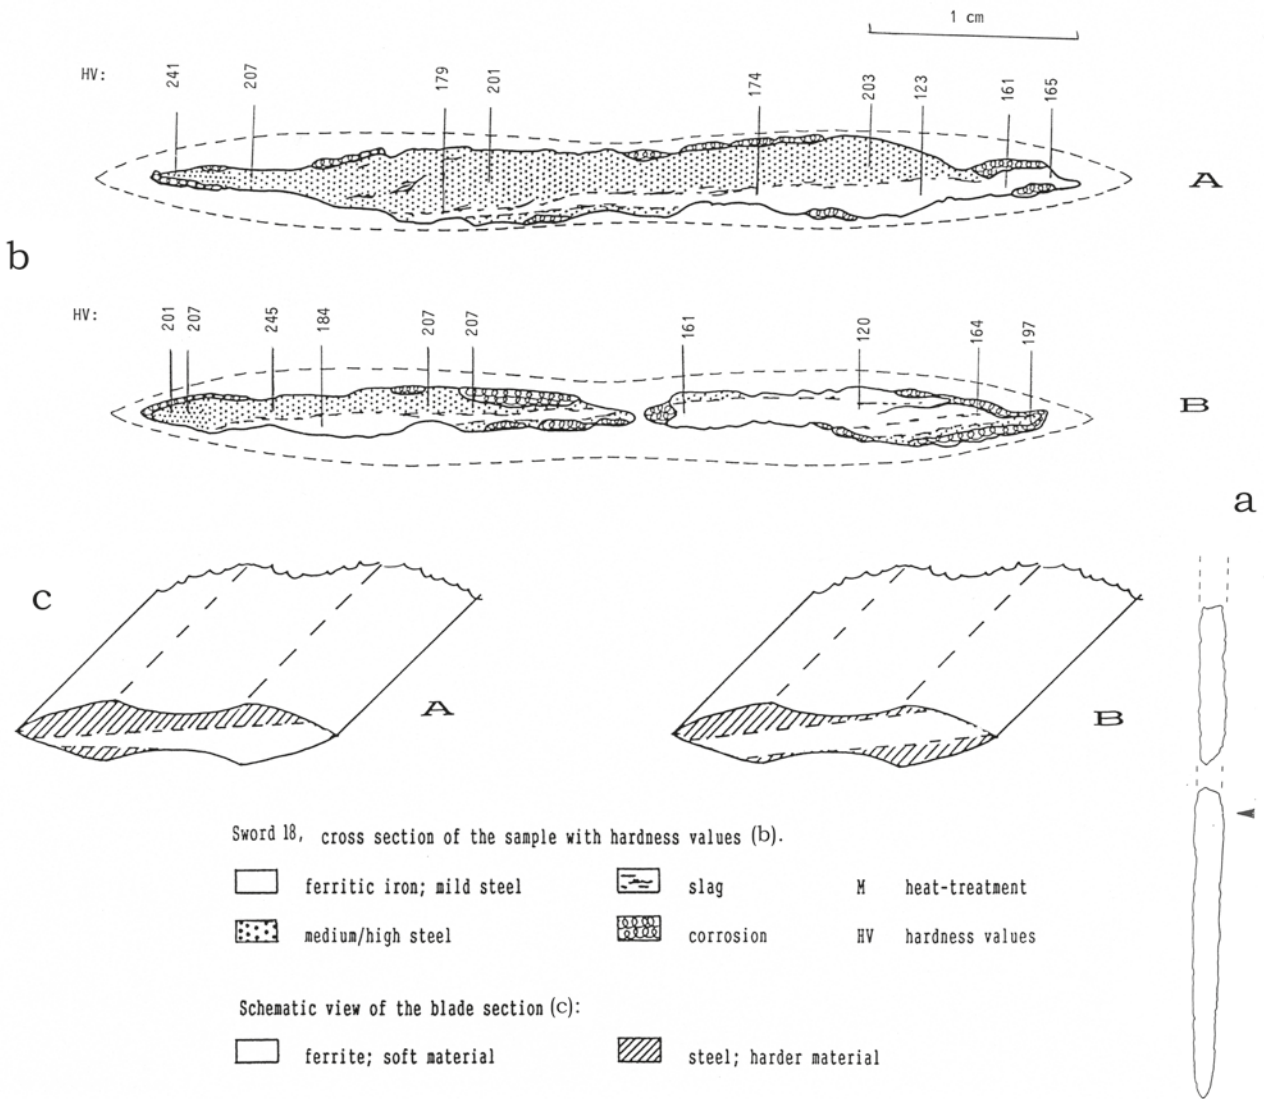 1 cm
HV: 241 207 179 201 174 203 123 161 165
A
b
HV: 201 207 245 184 207 207 161 120 164 197
B
a
c
A
B
Sword 18, cross section of the sample with hardness values (b).
ferritic iron; mild steel
slag
M heat-treatment
medium/high steel
corrosion
HV hardness values
Schematic view of the blade section (c):
ferrite; soft material
steel; harder material